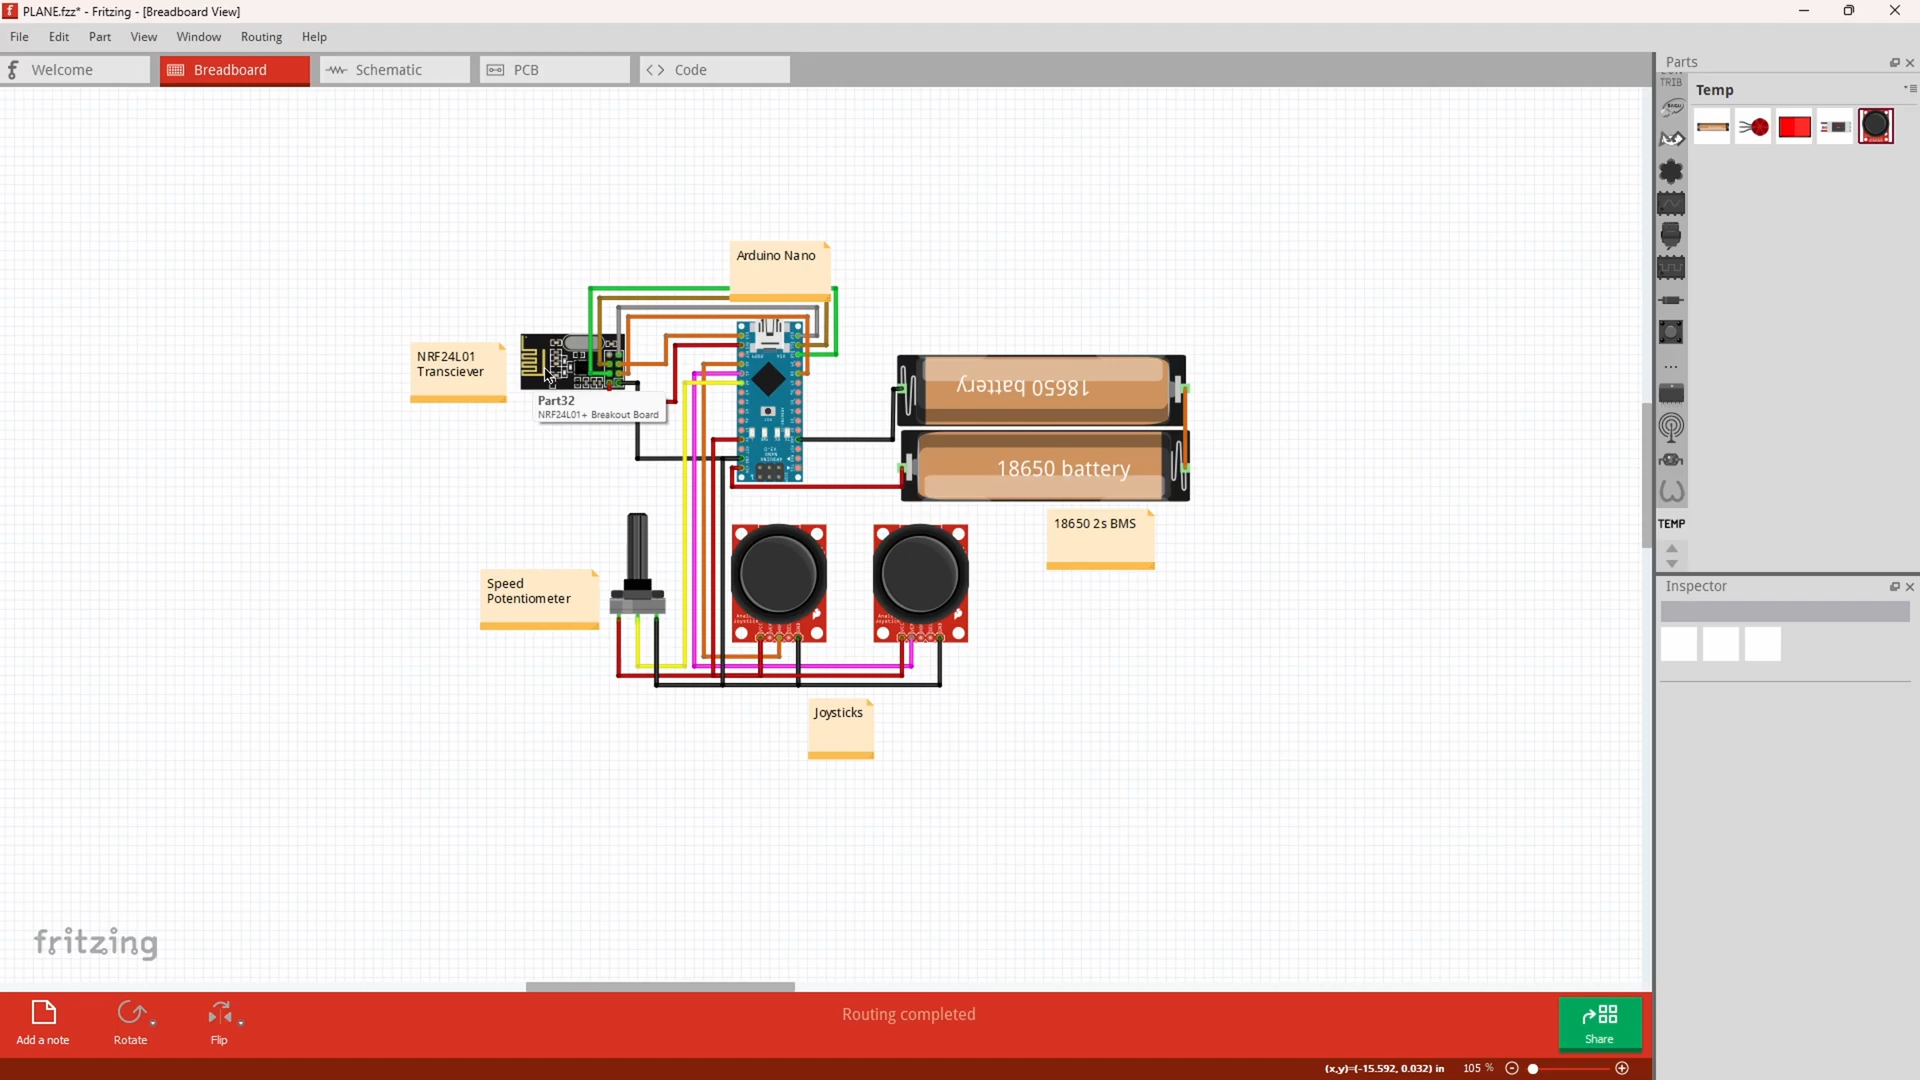 PLANE.fzz* - Fritzing - [Breadboard View]
File Edit Part View Window Routing Help
Welcome
Breadboard
Schematic
PCB
Code
Parts
TRIB
Temp
Arduino Nano
NRF24L01
Transciever
Part32
NRF24L01+ Breakout Board
18650 battery
18650 battery
18650 2s BMS
TEMP
Speed
Potentiometer
Inspector
Joysticks
fritzing
Add a note
Rotate
Flip
Routing completed
Share
(x,y)=(-15.592, 0.032) in 105 %